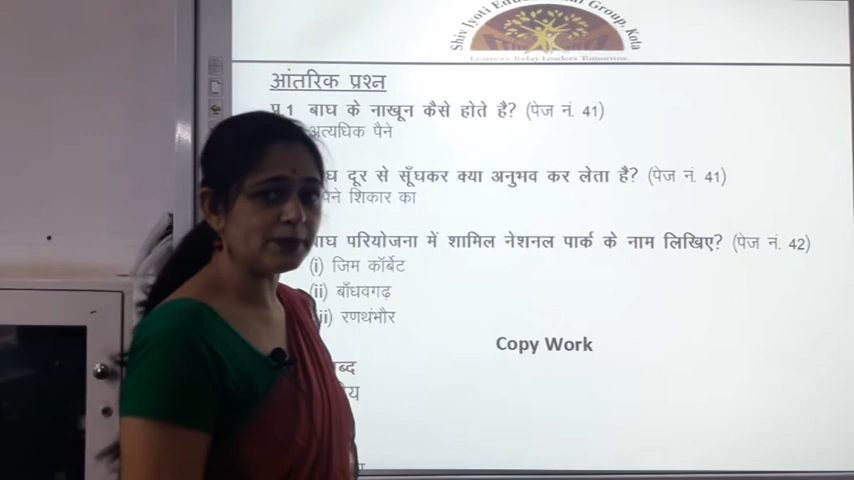 Shiv Jyoti Educational Group, Kota
Learners Today Leaders Tomorrow
आंतरिक प्रश्न
प्र.1 बाघ के नाखून कैसे होते है? (पेज नं. 41)
अत्यधिक पैने
दूर से सूँघकर क्या अनुभव कर लेता है? (पेज नं. 41)
शिकार का
बाघ परियोजना में शामिल नेशनल पार्क के नाम लिखिए? (पेज नं. 42)
(i) जिम कॉर्बेट
(ii) बाँधवगढ़
रणथंभौर
Copy Work